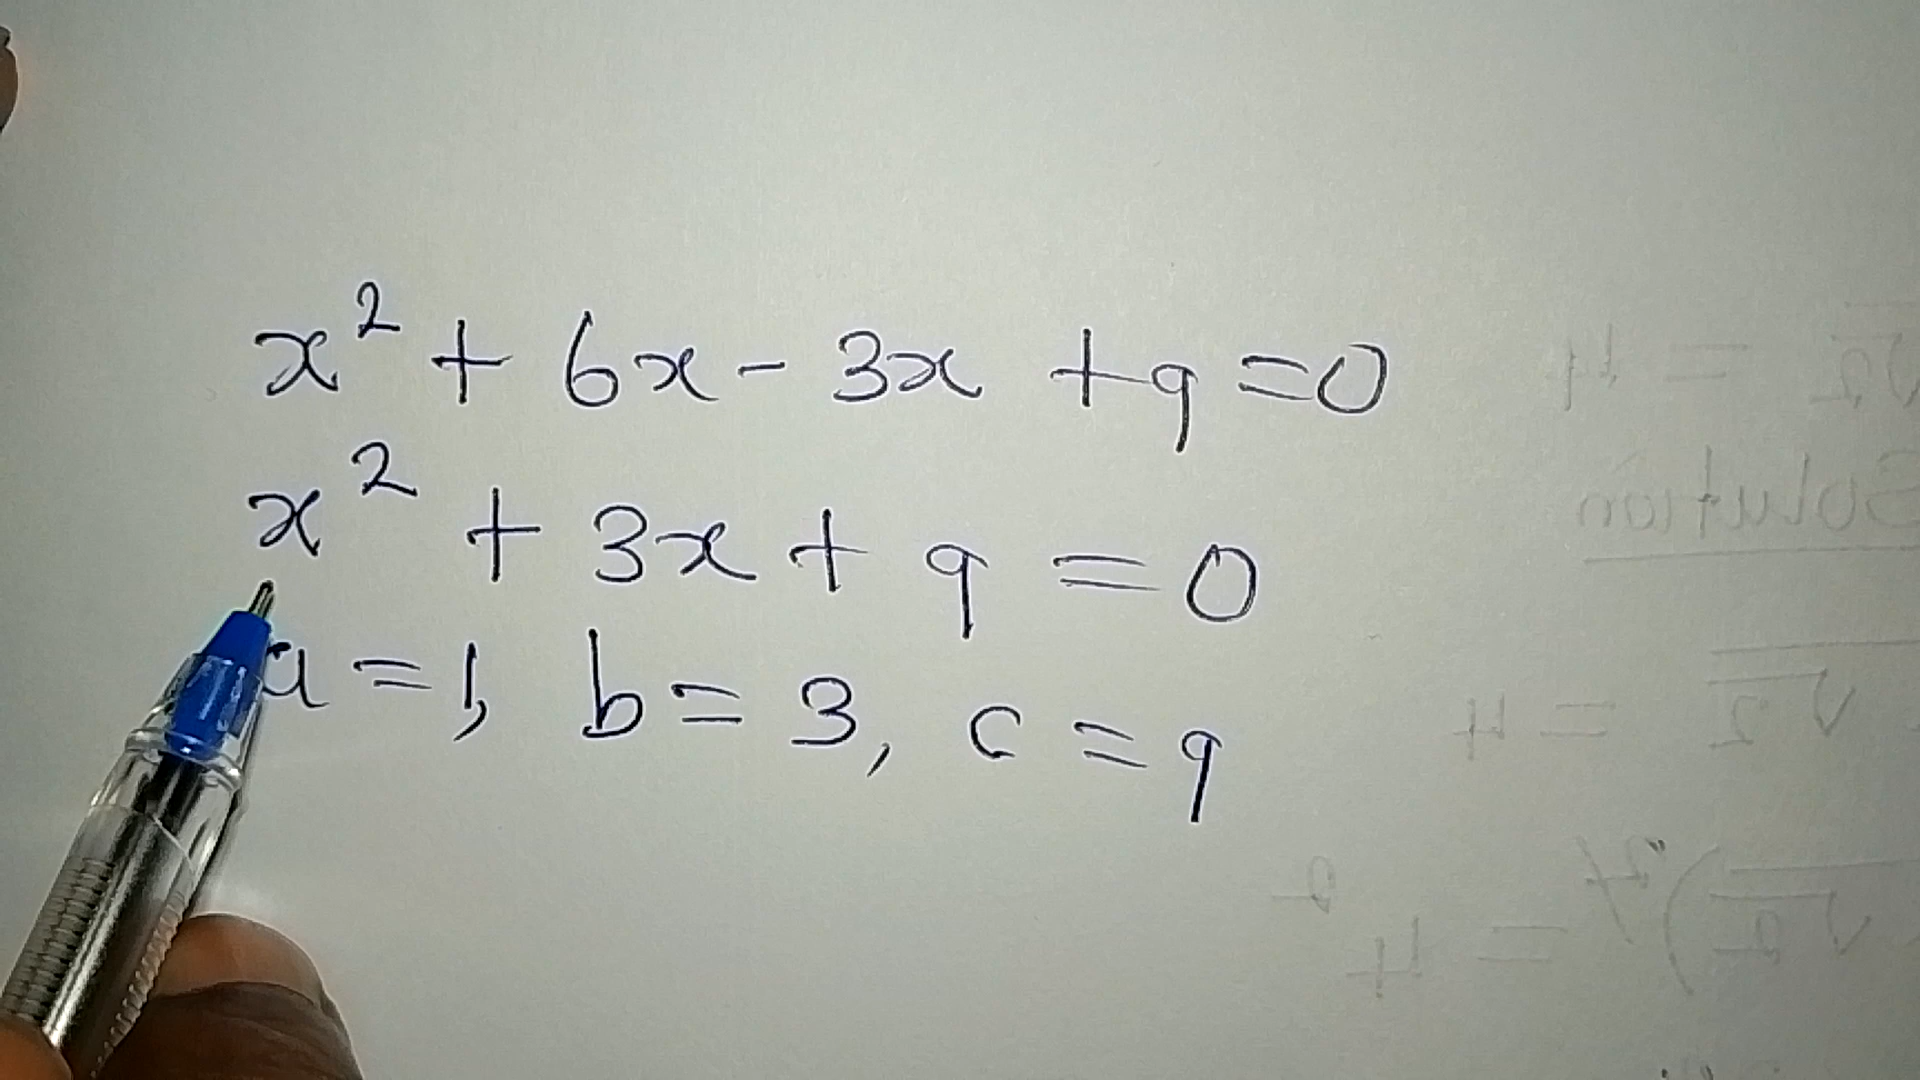 x² + 6x - 3x + 9 = 0
x² + 3x + 9 = 0
a = 1, b = 3, c = 9